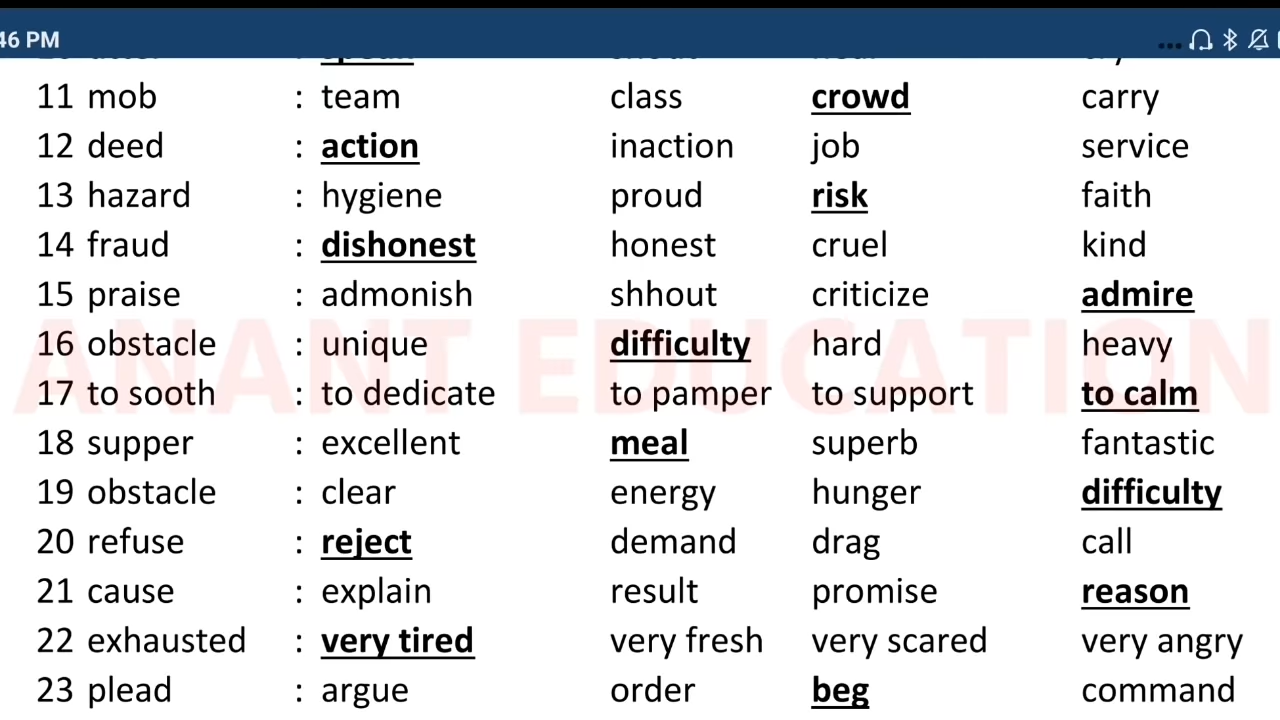 46 PM
11 mob : team class crowd carry
12 deed : action inaction job service
13 hazard : hygiene proud risk faith
14 fraud : dishonest honest cruel kind
15 praise : admonish shhout criticize admire
16 obstacle : unique difficulty hard heavy
ANANT EDUCATION
17 to sooth : to dedicate to pamper to support to calm
18 supper : excellent meal superb fantastic
19 obstacle : clear energy hunger difficulty
20 refuse : reject demand drag call
21 cause : explain result promise reason
22 exhausted : very tired very fresh very scared very angry
23 plead : argue order beg command